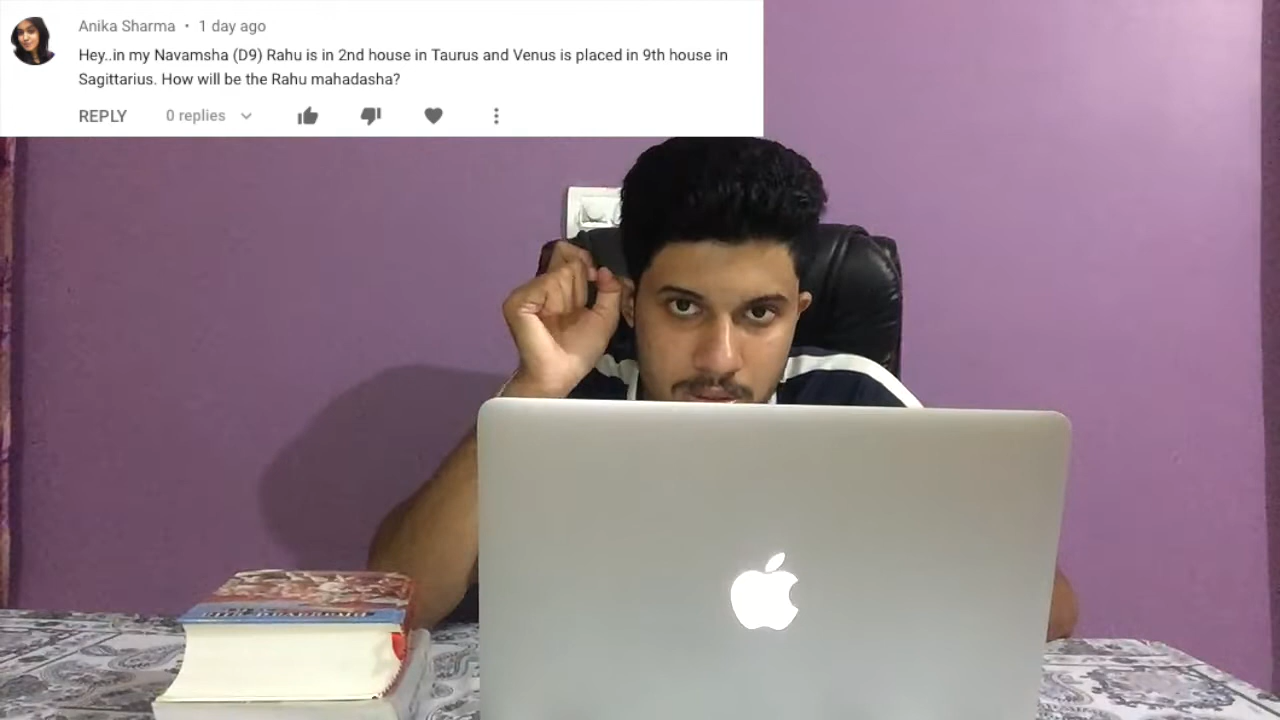 Anika Sharma • 1 day ago
Hey..in my Navamsha (D9) Rahu is in 2nd house in Taurus and Venus is placed in 9th house in
Sagittarius. How will be the Rahu mahadasha?
REPLY 0 replies